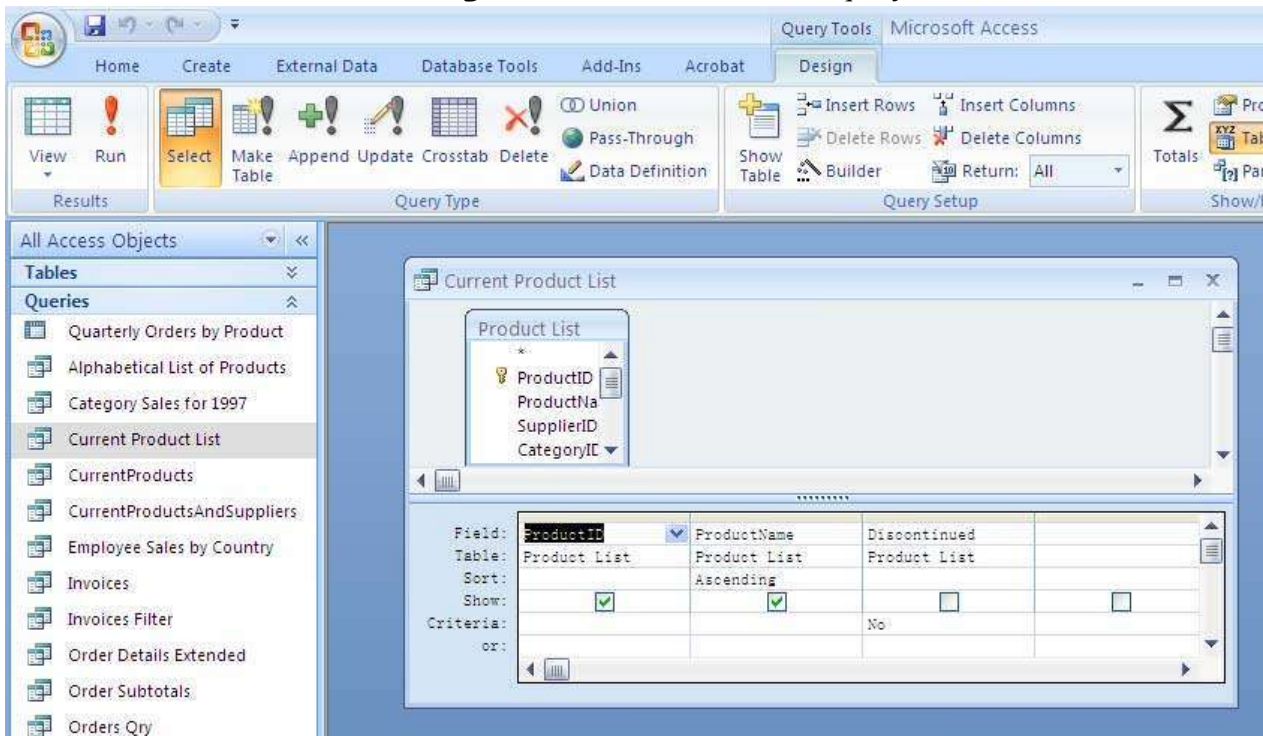 Query Tools Microsoft Access
Home Create External Data Database Tools Add-Ins Acrobat Design
View Run
Select Make Table Append Update Crosstab Delete
Union
Pass-Through
Data Definition
Show Table
Insert Rows Insert Columns
Delete Rows Delete Columns
Builder Return: All
Totals
Results Query Type Query Setup
All Access Objects
Tables
Queries
Quarterly Orders by Product
Alphabetical List of Products
Category Sales for 1997
Current Product List
CurrentProducts
CurrentProductsAndSuppliers
Employee Sales by Country
Invoices
Invoices Filter
Order Details Extended
Order Subtotals
Orders Qry
Current Product List
Product List
*
ProductID
ProductNa
SupplierID
Field: ProductID ProductName Discontinued
Table: Product List Product List Product List
Sort: Ascending
Show:
Criteria: No
or: